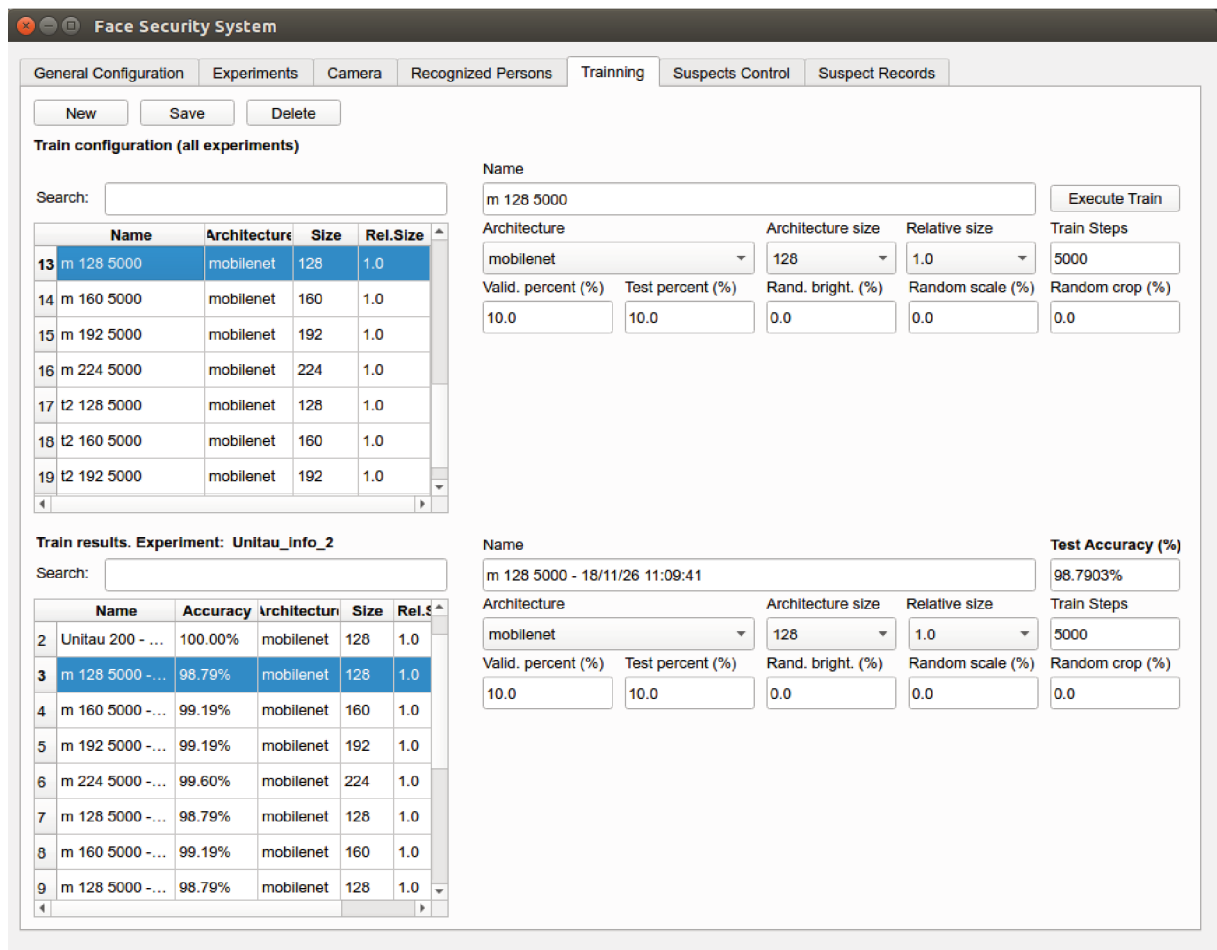 Face Security System
General Configuration Experiments Camera Recognized Persons Trainning Suspects Control Suspect Records
New Save Delete
Train configuration (all experiments)
Name
Search: m 128 5000 Execute Train
Name Architecture Size Rel.Size Architecture Architecture size Relative size Train Steps
13 m 128 5000 mobilenet 128 1.0 mobilenet 128 1.0 5000
Valid. percent (%) Test percent (%) Rand. bright. (%) Random scale (%) Random crop (%)
14 m 160 5000 mobilenet 160 1.0 10.0 10.0 0.0 0.0 0.0
15 m 192 5000 mobilenet 192 1.0
16 m 224 5000 mobilenet 224 1.0
17 t2 128 5000 mobilenet 128 1.0
18 t2 160 5000 mobilenet 160 1.0
19 t2 192 5000 mobilenet 192 1.0
Train results. Experiment: Unitau_info_2 Name Test Accuracy (%)
Search: m 128 5000 - 18/11/26 11:09:41 98.7903%
Name Accuracy Architectur Size Rel.S Architecture Architecture size Relative size Train Steps
2 Unitau 200 - ... 100.00% mobilenet 128 1.0 mobilenet 128 1.0 5000
Valid. percent (%) Test percent (%) Rand. bright. (%) Random scale (%) Random crop (%)
3 m 128 5000 -... 98.79% mobilenet 128 1.0 10.0 10.0 0.0 0.0 0.0
4 m 160 5000 -... 99.19% mobilenet 160 1.0
5 m 192 5000 -... 99.19% mobilenet 192 1.0
6 m 224 5000 -... 99.60% mobilenet 224 1.0
7 m 128 5000 -... 98.79% mobilenet 128 1.0
8 m 160 5000 -... 99.19% mobilenet 160 1.0
9 m 128 5000 -... 98.79% mobilenet 128 1.0